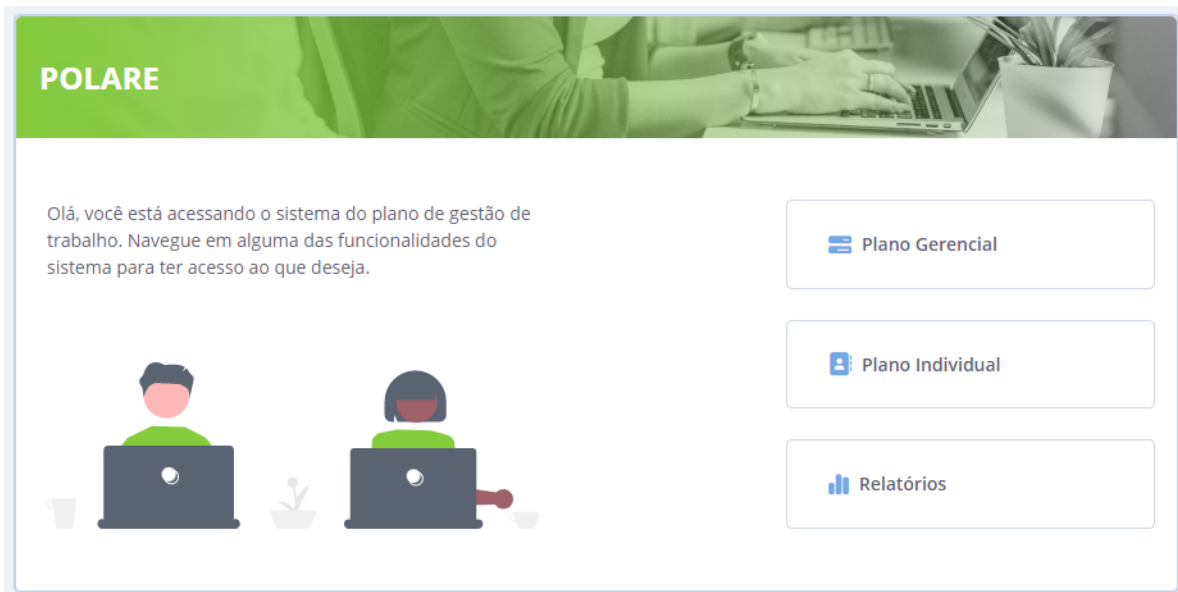 POLARE
Olá, você está acessando o sistema do plano de gestão de
trabalho. Navegue em alguma das funcionalidades do
sistema para ter acesso ao que deseja.
Plano Gerencial
Plano Individual
Relatórios